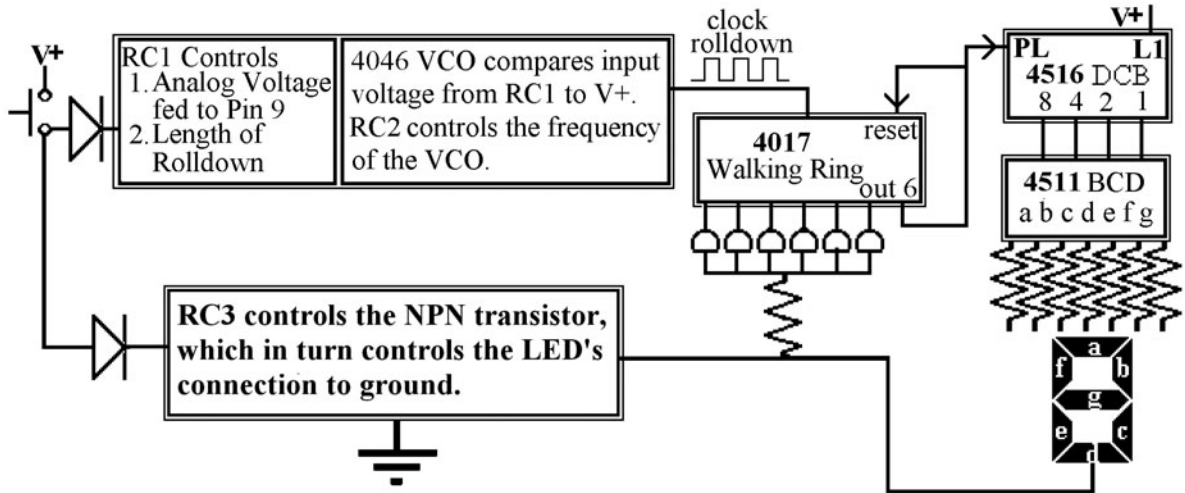 V+
RC1 Controls
1. Analog Voltage
fed to Pin 9
2. Length of
Rolldown
4046 VCO compares input
voltage from RC1 to V+.
RC2 controls the frequency
of the VCO.
clock
rolldown
reset
4017
Walking Ring
out 6
V+
PL L1
4516 DCB
8 4 2 1
4511 BCD
a b c d e f g
RC3 controls the NPN transistor,
which in turn controls the LED's
connection to ground.
a
f b
g
e c
d